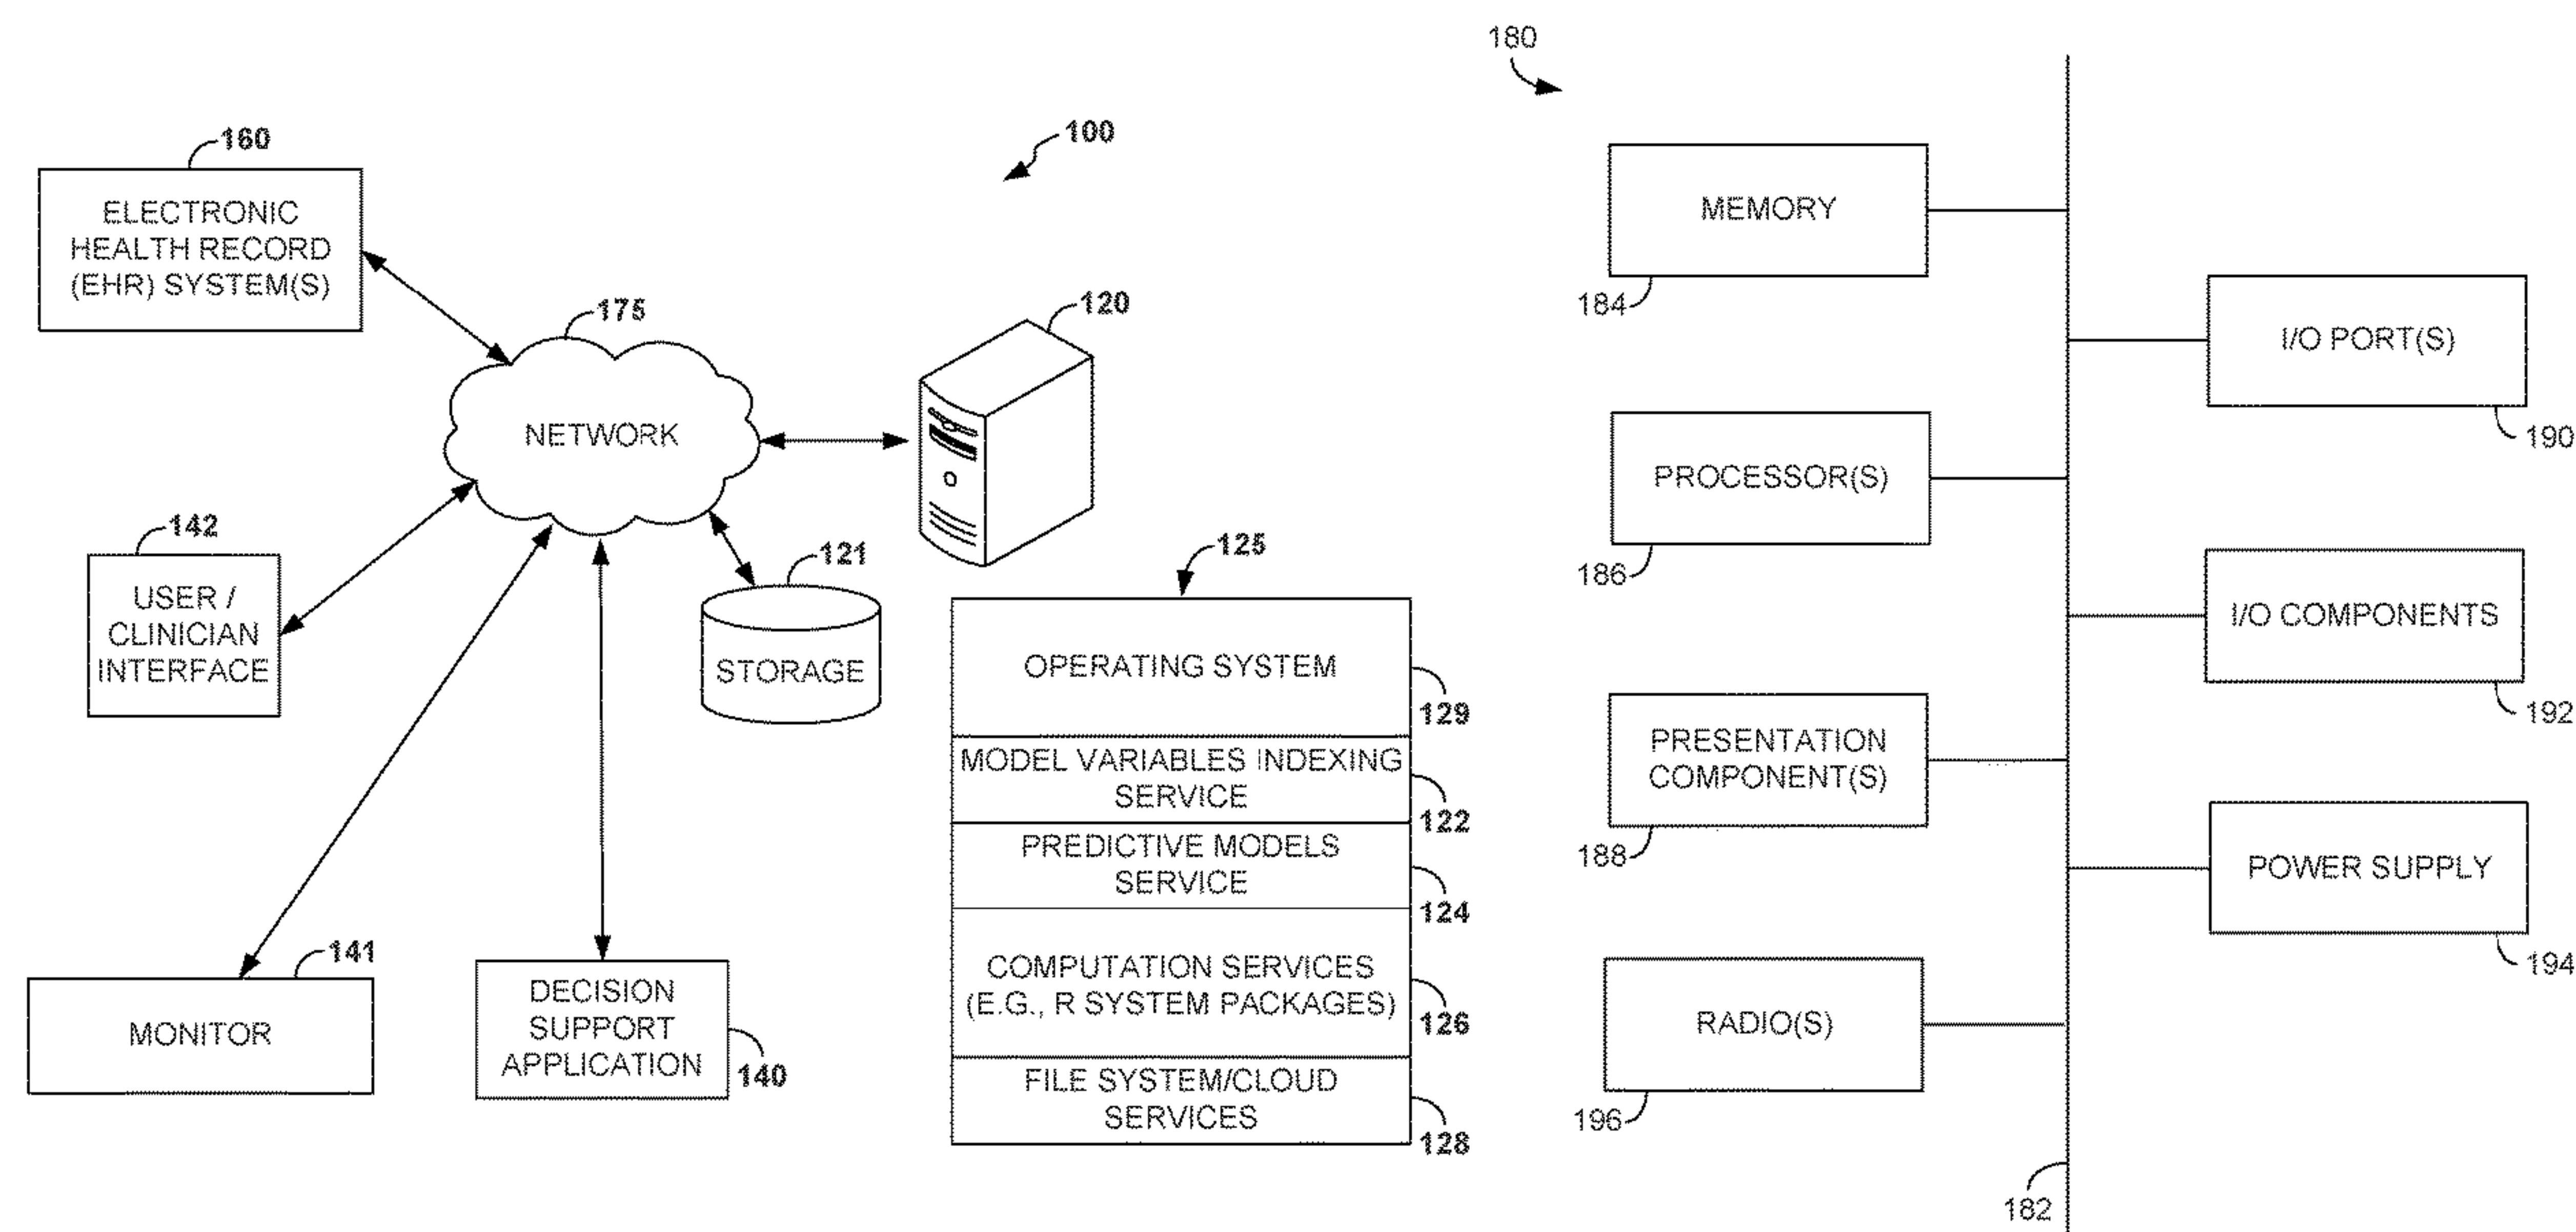 180
100
160
ELECTRONIC
HEALTH RECORD
(EHR) SYSTEM(S)
175
NETWORK
120
142
USER /
CLINICIAN
INTERFACE
121
STORAGE
141
MONITOR
DECISION
SUPPORT
APPLICATION
140
125
OPERATING SYSTEM
129
MODEL VARIABLES INDEXING
SERVICE
122
PREDICTIVE MODELS
SERVICE
124
COMPUTATION SERVICES
(E.G., R SYSTEM PACKAGES)
126
FILE SYSTEM/CLOUD
SERVICES
128
MEMORY
184
I/O PORT(S)
190
PROCESSOR(S)
186
I/O COMPONENTS
192
PRESENTATION
COMPONENT(S)
188
POWER SUPPLY
194
RADIO(S)
196
182